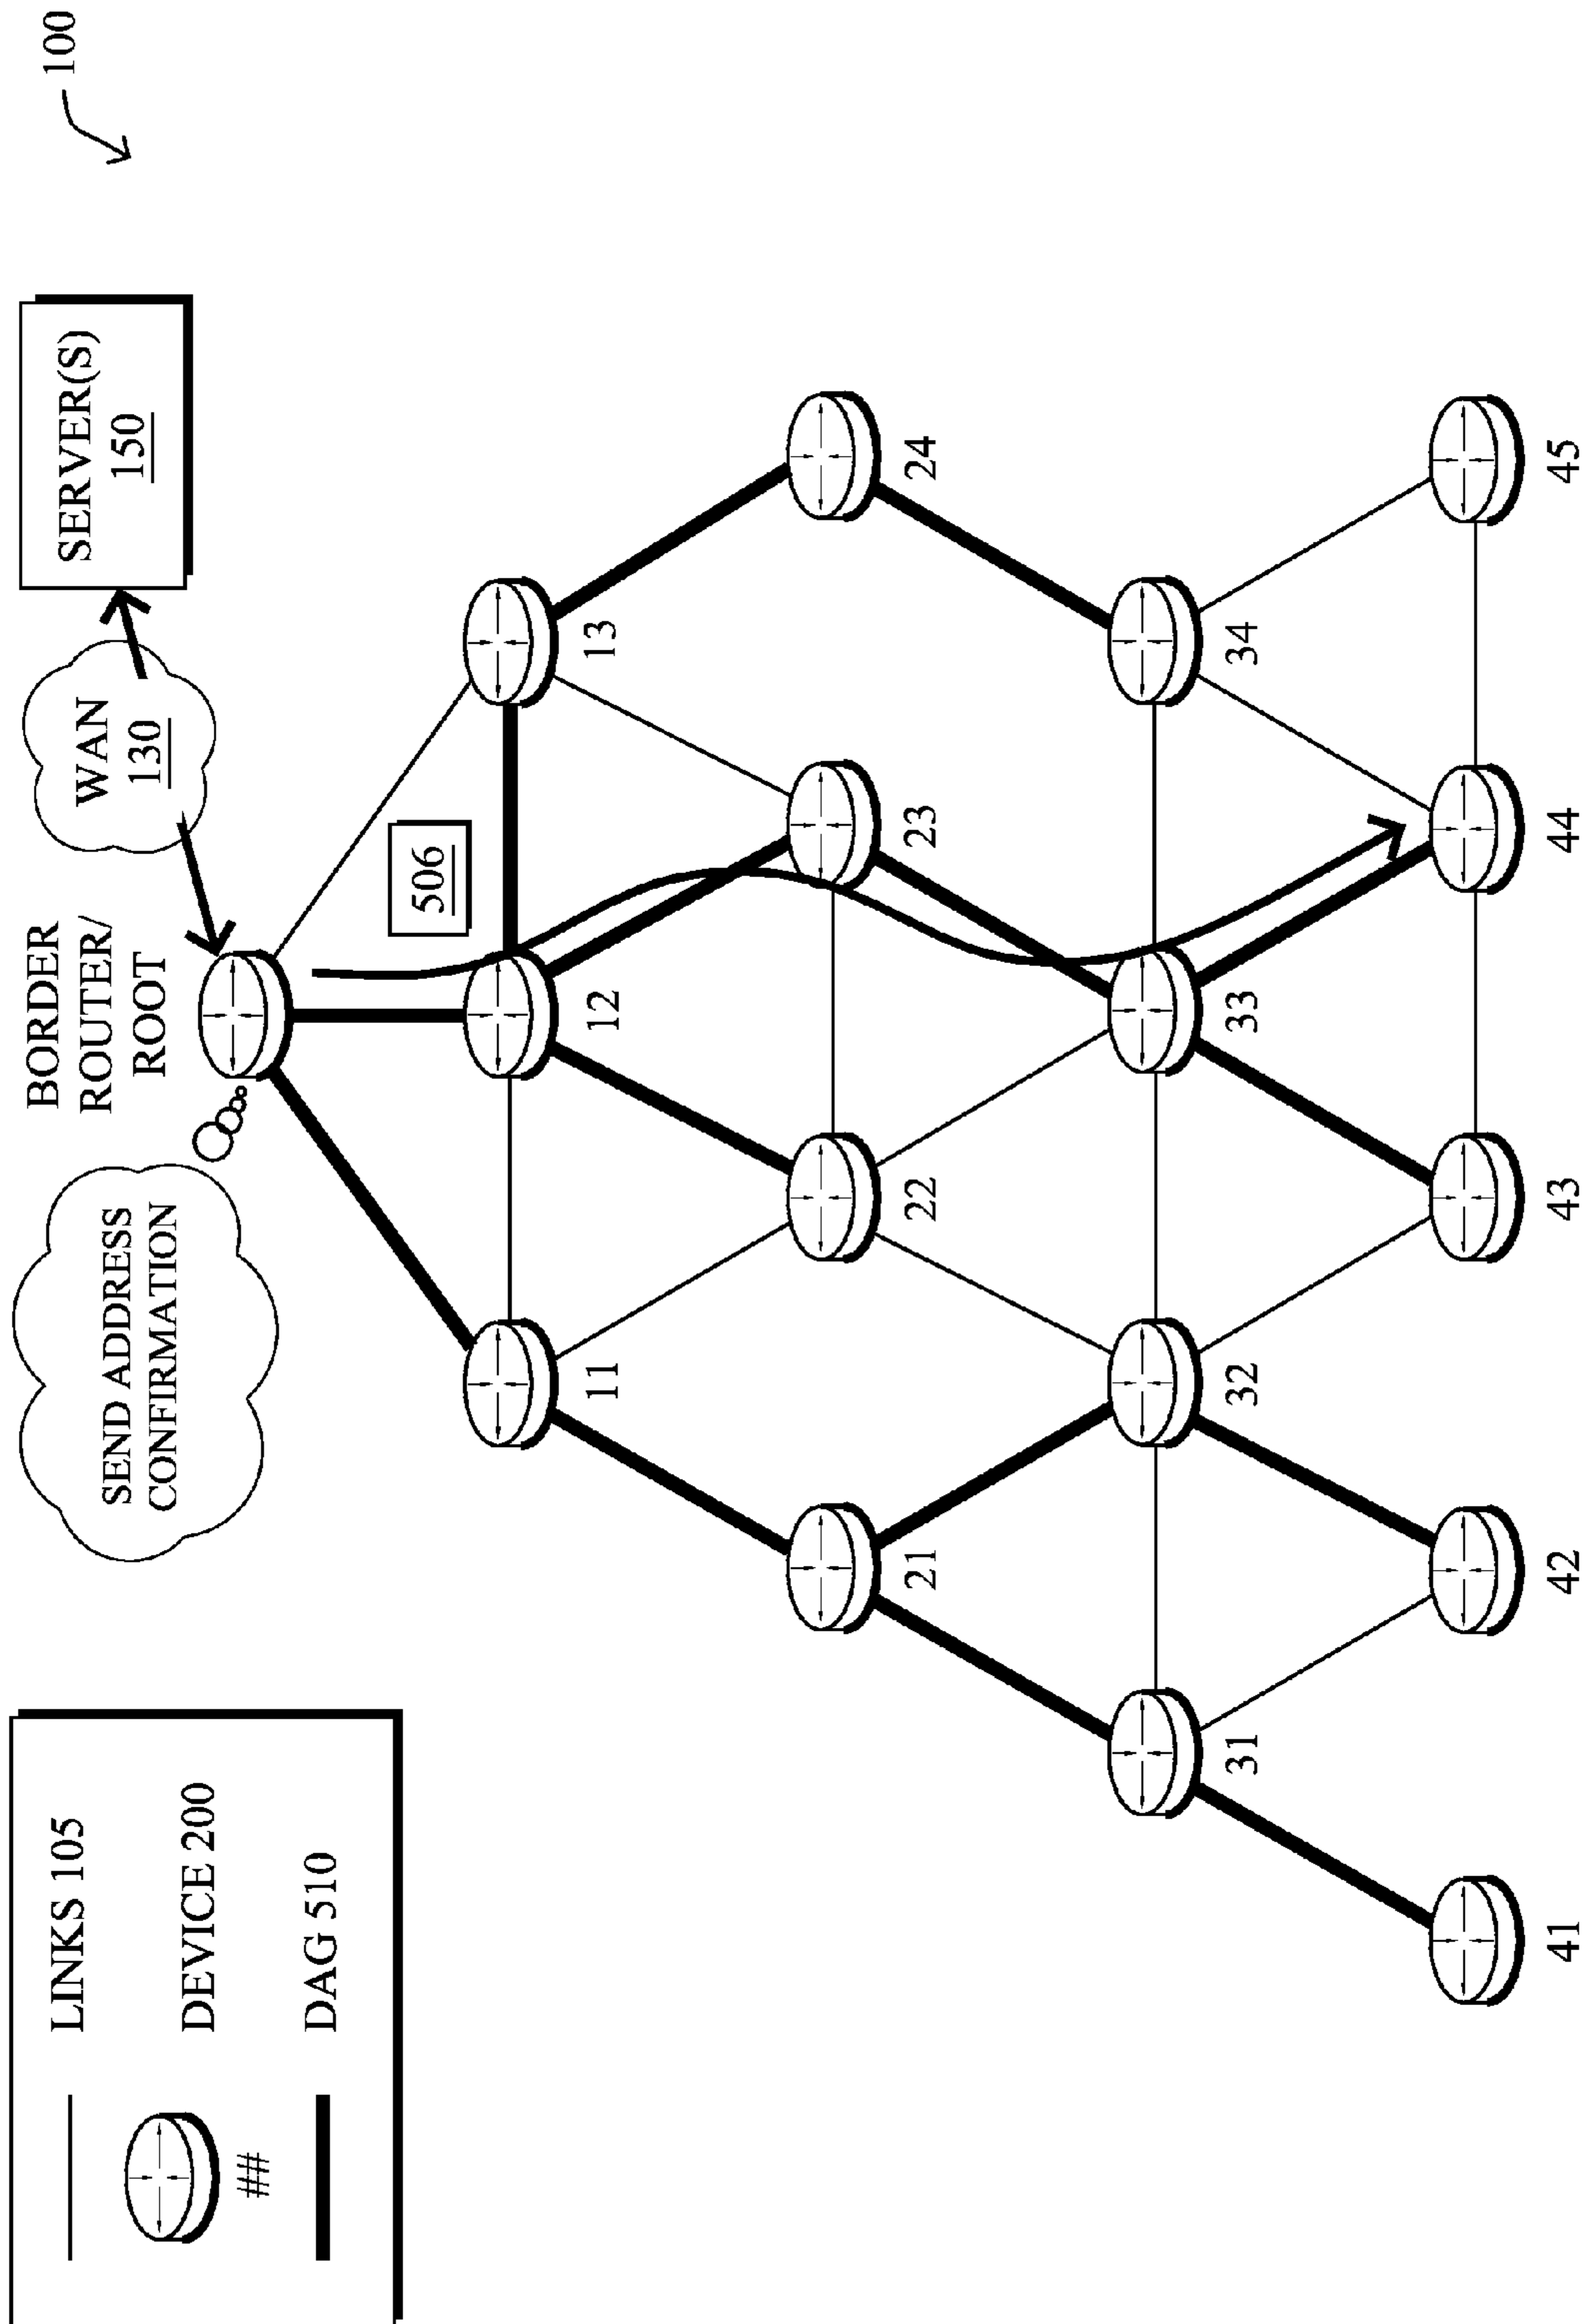 100
LINKS 105
DEVICE 200
##
DAG 510
SEND ADDRESS
CONFIRMATION
BORDER
ROUTER/
ROOT
WAN
130
SERVER(S)
150
506
11
12
13
21
22
23
24
31
32
33
34
41
42
43
44
45